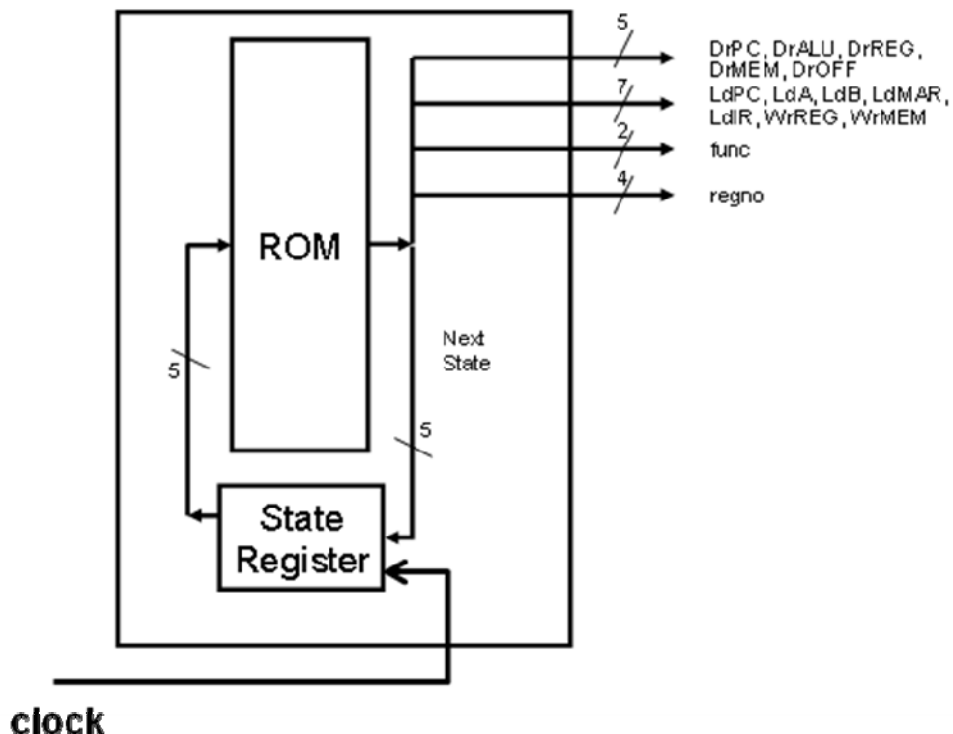 5
DrPC, DrALU, DrREG,
DrMEM, DrOFF
7
LdPC, LdA, LdB, LdMAR,
LdIR, WrREG, WrMEM
2
func
4
regno
ROM
Next
State
5
5
State
Register
clock